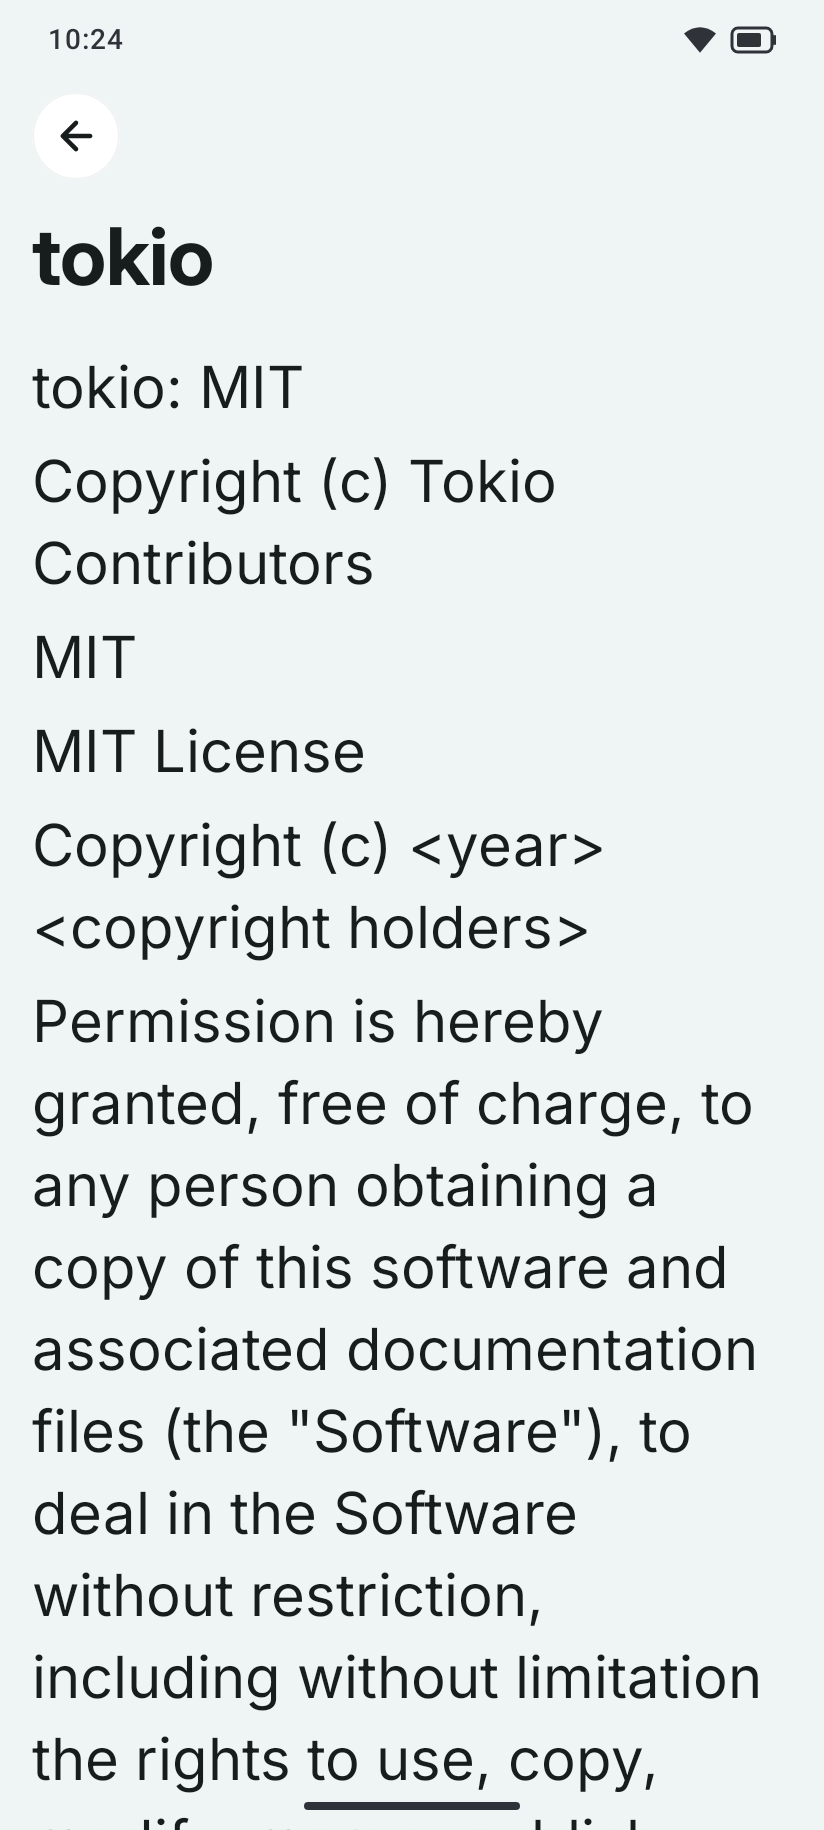 10:24
tokio
tokio: MIT
Copyright (c) Tokio
Contributors
MIT
MIT License
Copyright (c) <year>
<copyright holders>
Permission is hereby
granted, free of charge, to
any person obtaining a
copy of this software and
associated documentation
files (the "Software"), to
deal in the Software
without restriction,
including without limitation
the rights to use, copy,